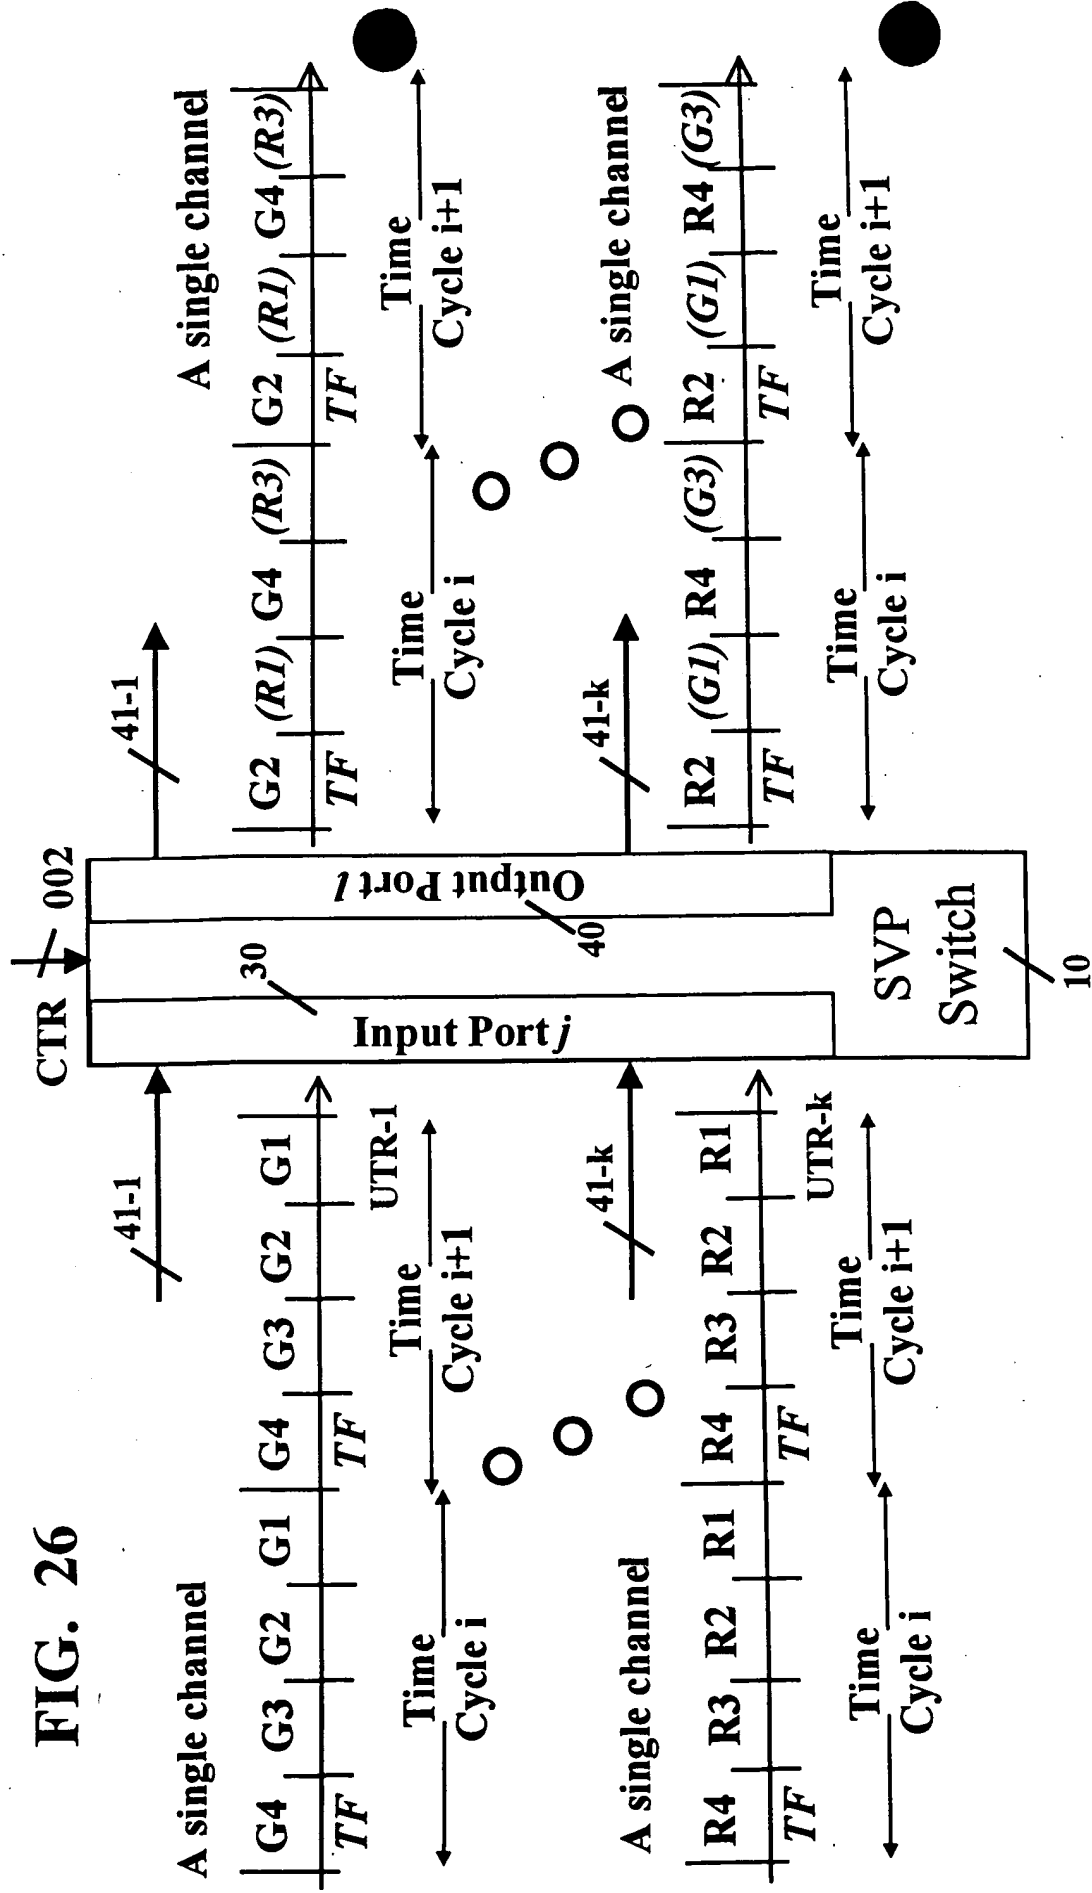 FIG. 26
A single channel
G4 G3 G2 G1 G4 G3 G2 G1
TF TF
UTR-1
Time Cycle i
Time Cycle i+1
41-1
A single channel
R4 R3 R2 R1 R4 R3 R2 R1
TF TF
UTR-k
Time Cycle i
Time Cycle i+1
41-k
CTR 002
Input Port j
30
Output Port l
40
SVP
Switch
10
41-1
A single channel
G2 (R1) G4 (R3) G2 (R1) G4 (R3)
TF TF
Time Cycle i
Time Cycle i+1
41-k
A single channel
R2 (G1) R4 (G3) R2 (G1) R4 (G3)
TF TF
Time Cycle i
Time Cycle i+1